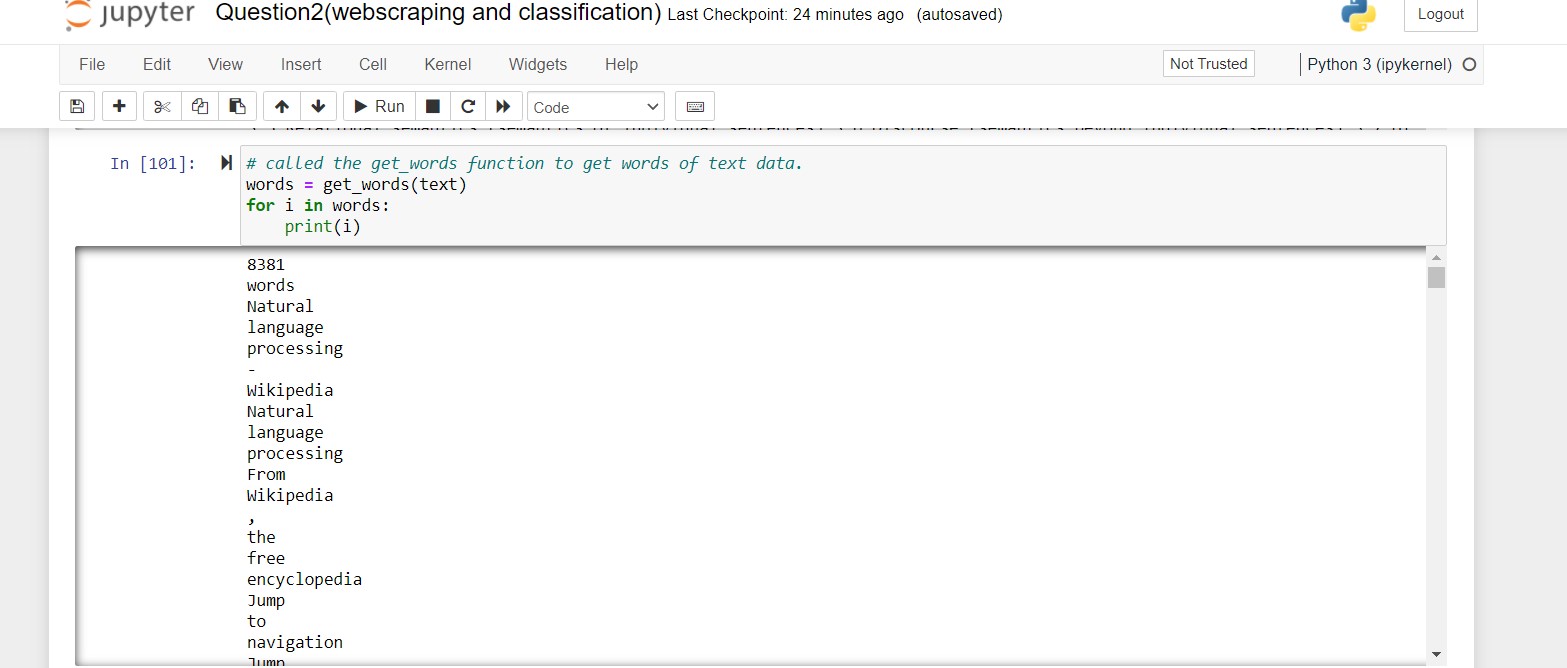 jupyter Question2(webscraping and classification) Last Checkpoint: 24 minutes ago (autosaved)
Logout
File Edit View Insert Cell Kernel Widgets Help
Not Trusted
Python 3 (ipykernel)
Run
Code
In [101]:
# called the get_words function to get words of text data.
words = get_words(text)
for i in words:
    print(i)
8381
words
Natural
language
processing
-
Wikipedia
Natural
language
processing
From
Wikipedia
,
the
free
encyclopedia
Jump
to
navigation
Jump